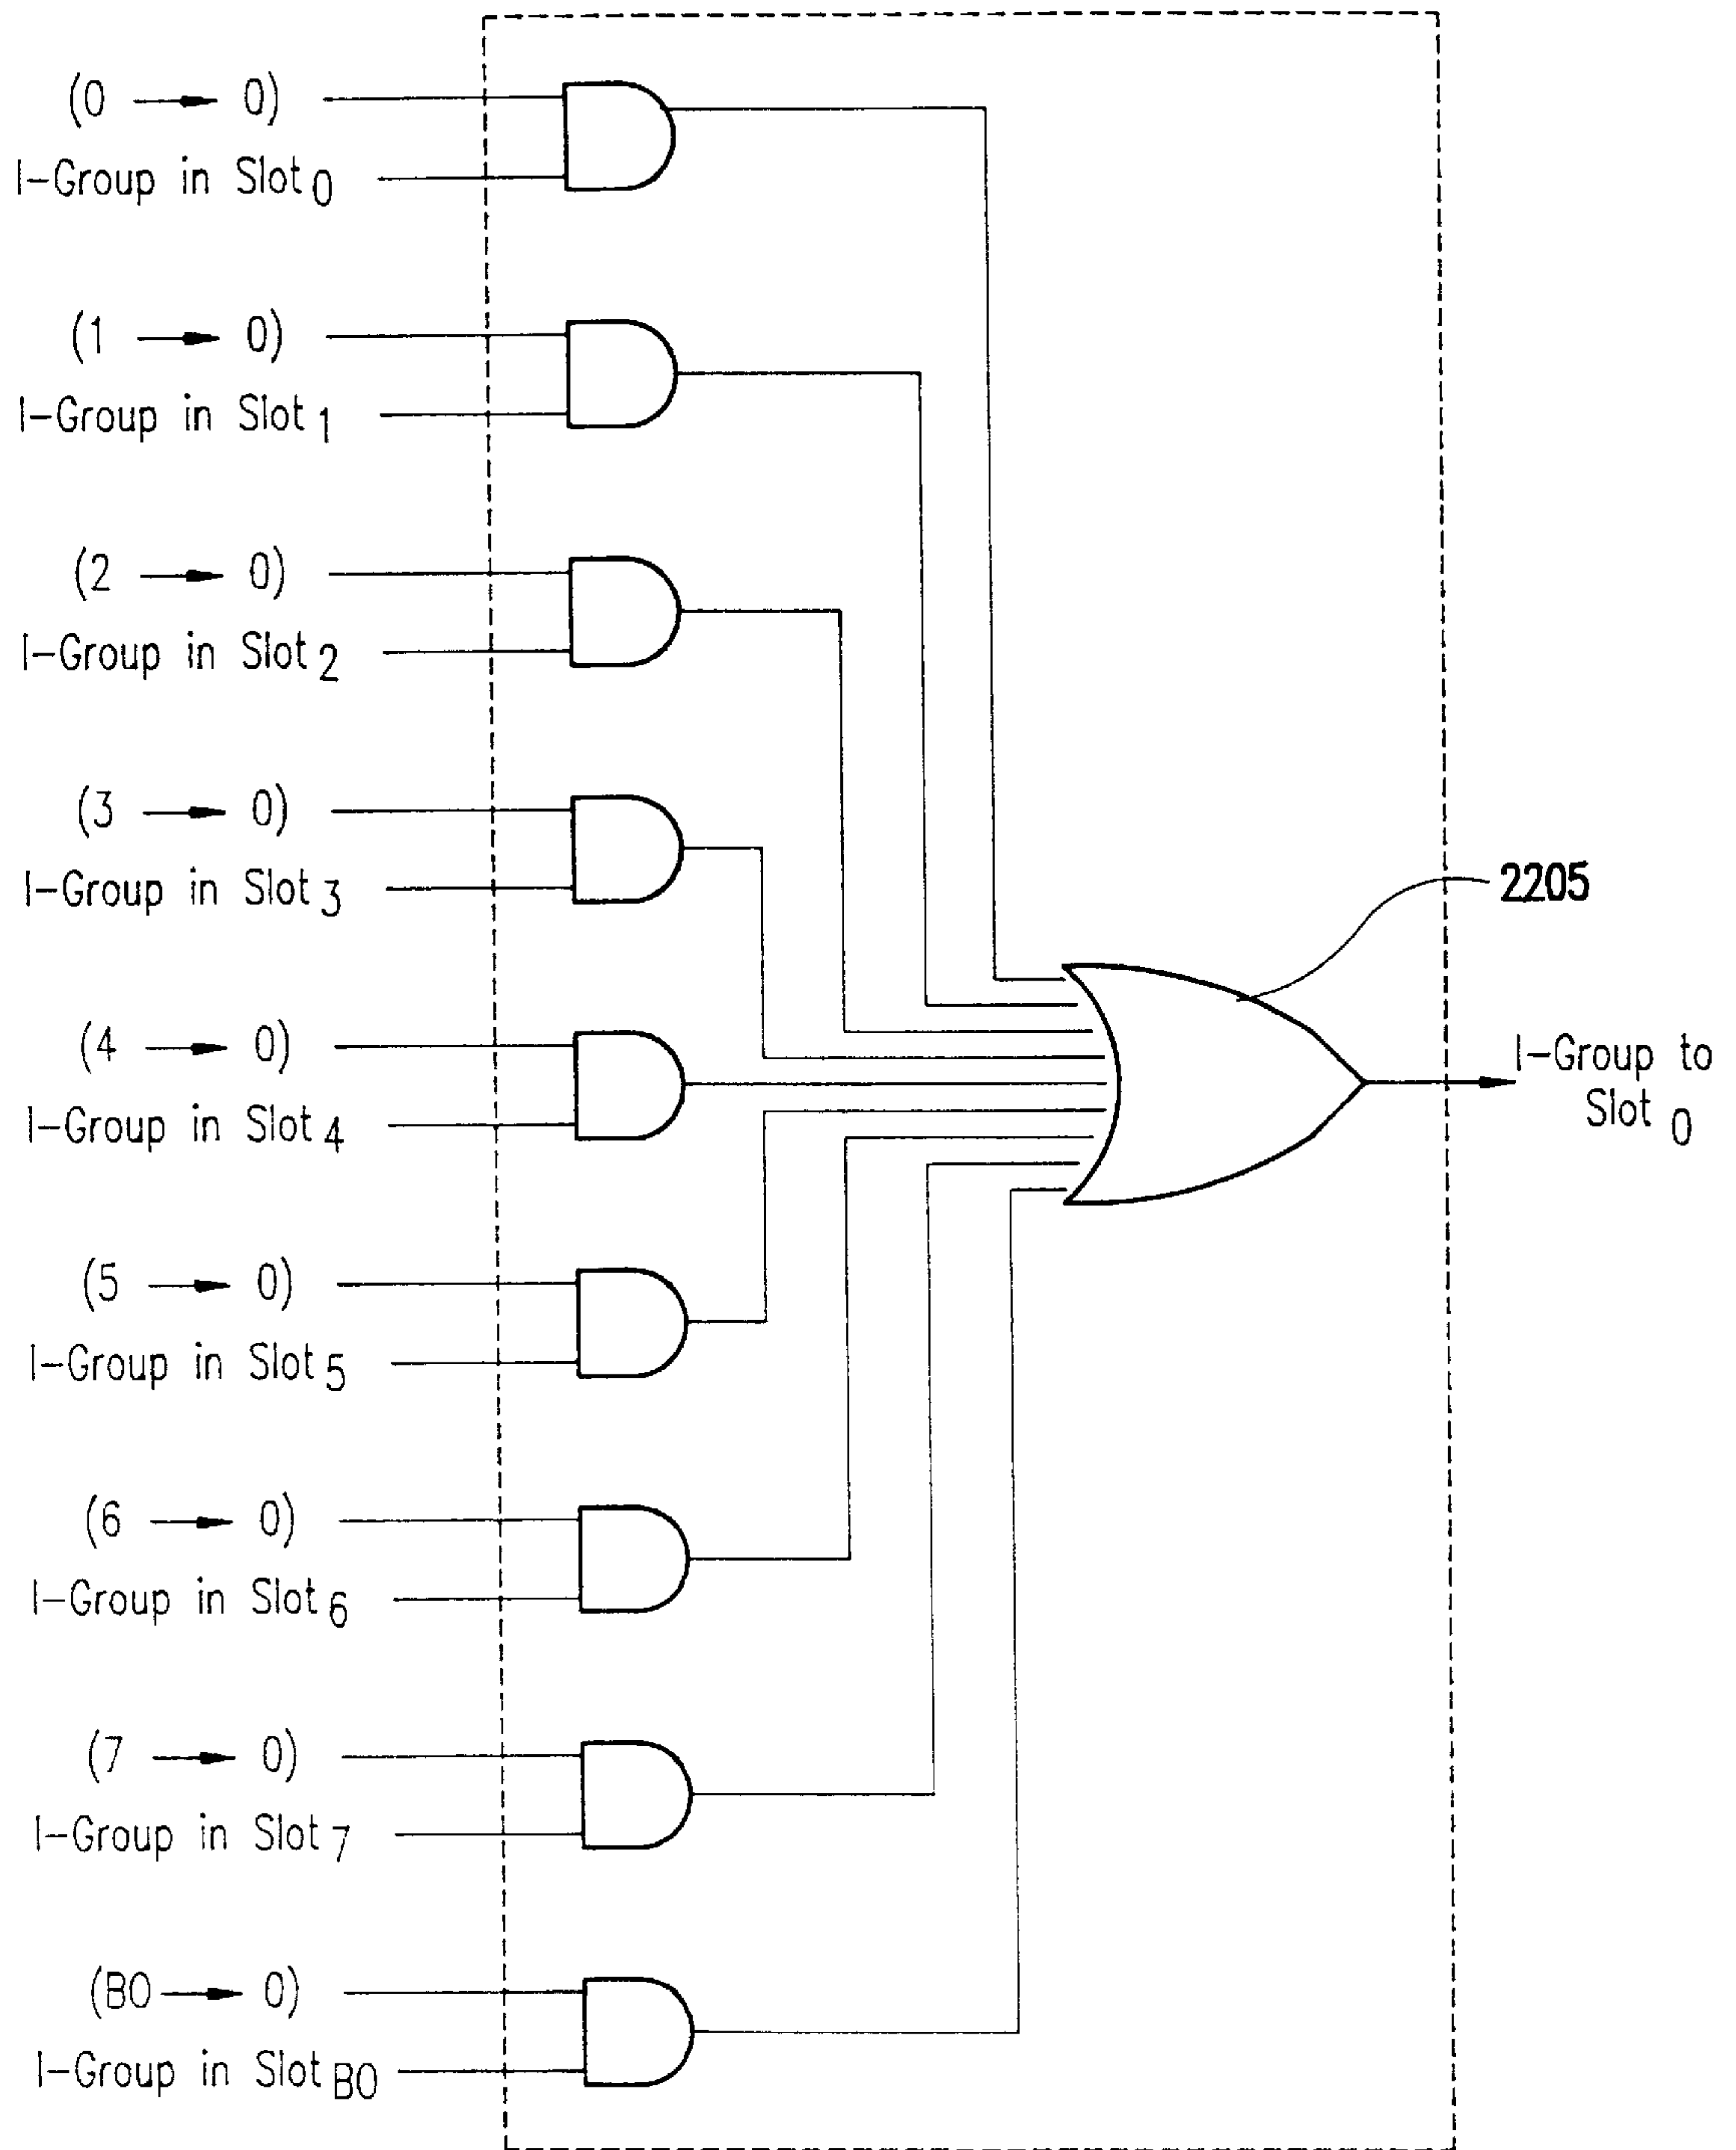 (0 → 0)
I-Group in Slot 0
(1 → 0)
I-Group in Slot 1
(2 → 0)
I-Group in Slot 2
(3 → 0)
I-Group in Slot 3
2205
(4 → 0)
I-Group to
Slot 0
I-Group in Slot 4
(5 → 0)
I-Group in Slot 5
(6 → 0)
I-Group in Slot 6
(7 → 0)
I-Group in Slot 7
(B0 → 0)
I-Group in Slot B0